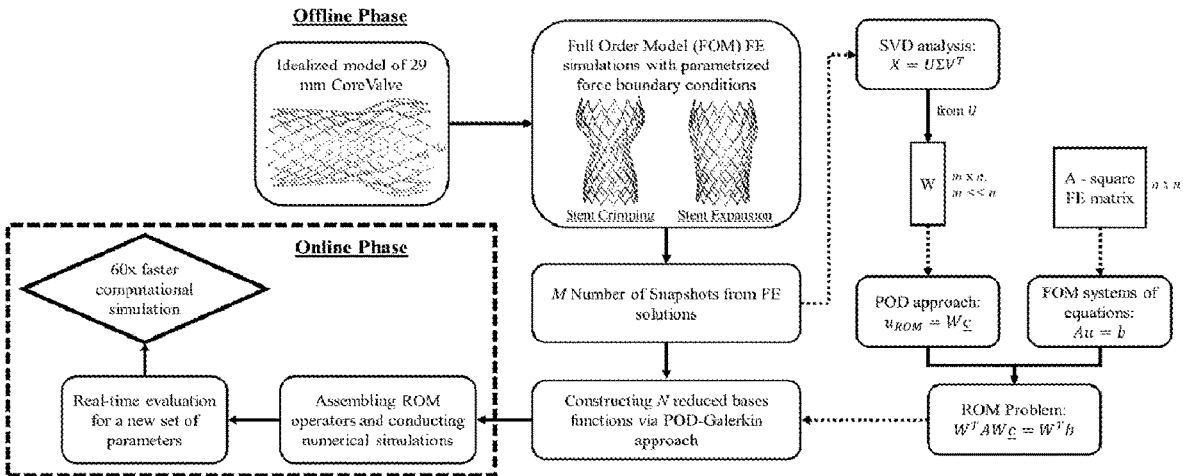 Offline Phase
Idealized model of 29
mm CoreValve
Full Order Model (FOM) FE
simulations with parametrized
force boundary conditions
Stent Crimping
Stent Expansion
M Number of Snapshots from FE
solutions
Constructing N reduced bases
functions via POD-Galerkin
approach
SVD analysis:
X = UΣVᵀ
from U
W
m x n,
m << n
A - square
FE matrix
n x n
POD approach:
u_ROM = Wc
FOM systems of
equations:
Au = b
ROM Problem:
WᵀAWc = Wᵀb
Online Phase
60x faster
computational
simulation
Real-time evaluation
for a new set of
parameters
Assembling ROM
operators and conducting
numerical simulations